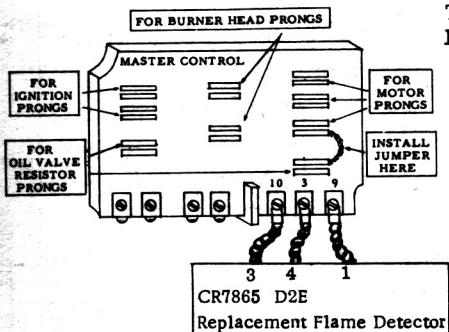 FOR BURNER HEAD PRONGS
MASTER CONTROL
FOR
IGNITION
PRONGS
FOR
MOTOR
PRONGS
FOR
OIL VALVE
RESISTOR
PRONGS
INSTALL
JUMPER
HERE
10 3 9
3 4 1
CR7865 D2E
Replacement Flame Detector